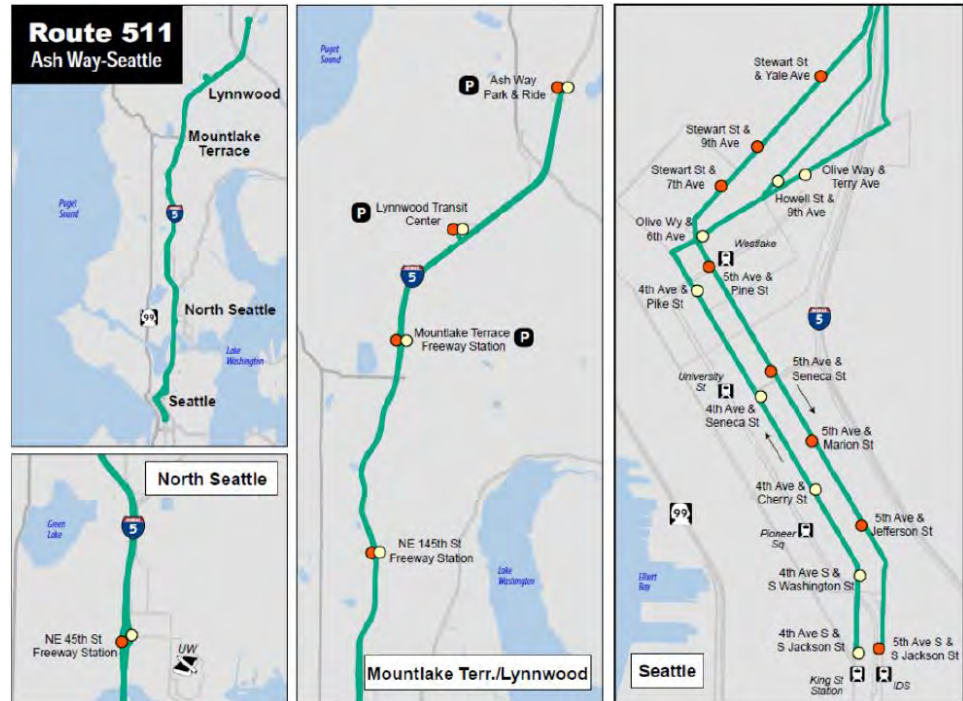 Route 511
Ash Way-Seattle
Lynnwood
Mountlake
Terrace
Puget
Sound
5
99
North Seattle
Lake
Washington
Seattle
North Seattle
Green
Lake
5
NE 45th St
Freeway Station
UW
Puget
Sound
P
Ash Way
Park & Ride
P
Lynnwood Transit
Center
5
Mountlake Terrace
Freeway Station
P
NE 145th St
Freeway Station
Lake
Washington
Mountlake Terr./Lynnwood
Stewart St
& Yale Ave
Stewart St &
9th Ave
Stewart St &
7th Ave
Olive Way &
Terry Ave
Howell St &
9th Ave
Olive Wy &
6th Ave
Westlake
5th Ave &
Pine St
4th Ave &
Pike St
5
5th Ave &
Seneca St
University
St
4th Ave &
Seneca St
5th Ave &
Marion St
4th Ave &
Cherry St
99
Pioneer
Sq
5th Ave &
Jefferson St
4th Ave S &
S Washington St
Elliott
Bay
4th Ave S &
S Jackson St
5th Ave S &
S Jackson St
Seattle
King St
Station
IDS